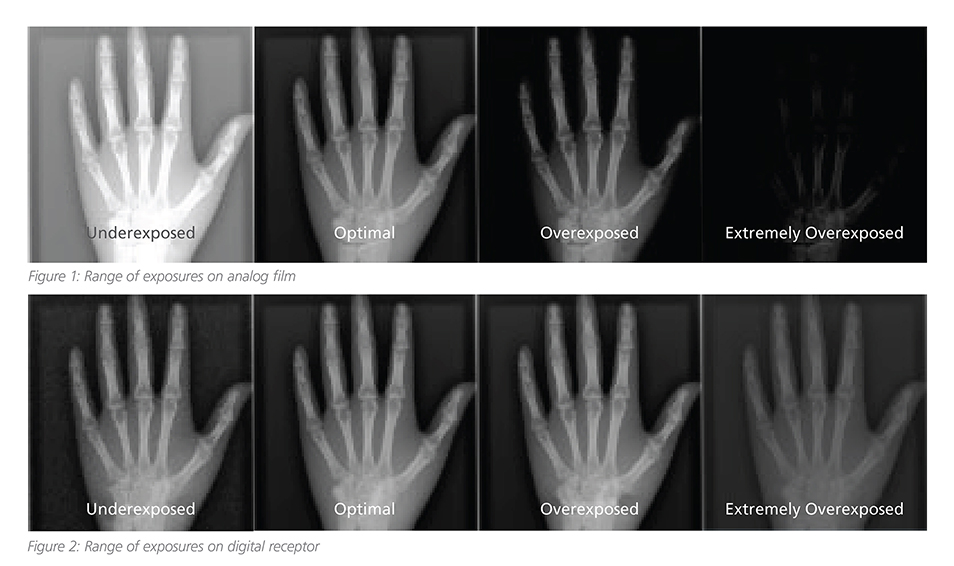 Underexposed
Optimal
Overexposed
Extremely Overexposed
Figure 1: Range of exposures on analog film
Underexposed
Optimal
Overexposed
Extremely Overexposed
Figure 2: Range of exposures on digital receptor